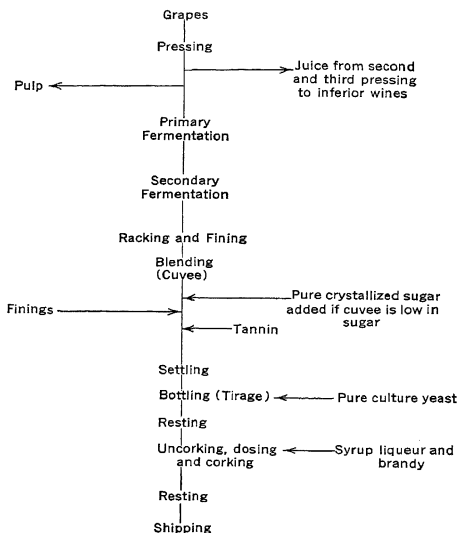 Grapes
Pressing
Juice from second
and third pressing
to inferior wines
Pulp
Primary
Fermentation
Secondary
Fermentation
Racking and Fining
Blending
(Cuvee)
Pure crystallized sugar
added if cuvee is low in
sugar
Finings
Tannin
Settling
Bottling (Tirage)
Pure culture yeast
Resting
Uncorking, dosing
and corking
Syrup liqueur and
brandy
Resting
Shipping